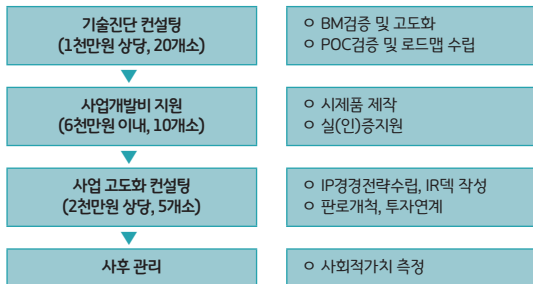 기술진단 컨설팅
(1천만원 상당, 20개소)
ㅇ BM검증 및 고도화
ㅇ POC검증 및 로드맵 수립
사업개발비 지원
(6천만원 이내, 10개소)
ㅇ 시제품 제작
ㅇ 실(인)증지원
사업 고도화 컨설팅
(2천만원 상당, 5개소)
ㅇ IP경경전략수립, IR덱 작성
ㅇ 판로개척, 투자연계
사후 관리
ㅇ 사회적가치 측정